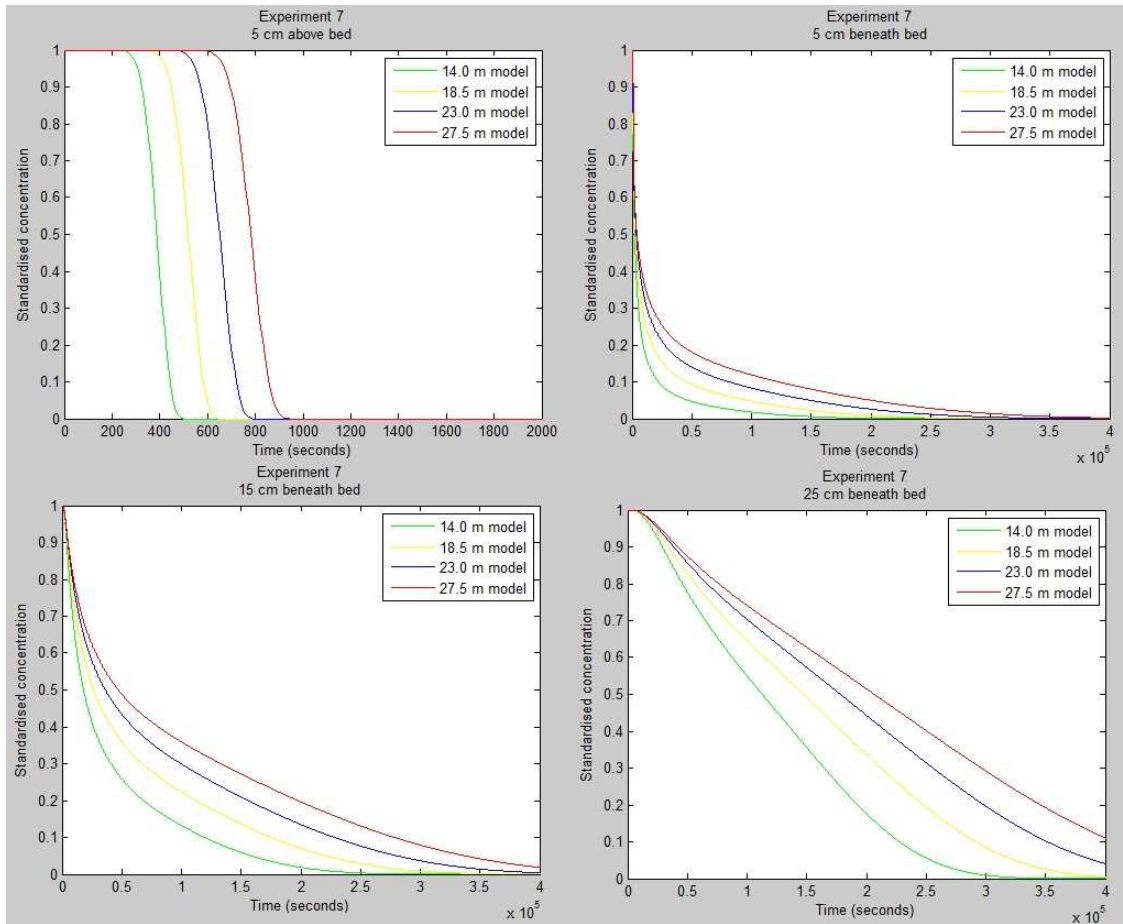 Experiment 7
5 cm above bed
1
0.9
0.8
0.7
0.6
0.5
0.4
0.3
0.2
0.1
0
Standardised concentration
14.0 m model
18.5 m model
23.0 m model
27.5 m model
0 200 400 600 800 1000 1200 1400 1600 1800 2000
Time (seconds)
Experiment 7
5 cm beneath bed
1
0.9
0.8
0.7
0.6
0.5
0.4
0.3
0.2
0.1
0
Standardised concentration
14.0 m model
18.5 m model
23.0 m model
27.5 m model
0 0.5 1 1.5 2 2.5 3 3.5 4
Time (seconds)
x 10⁵
Experiment 7
15 cm beneath bed
1
0.9
0.8
0.7
0.6
0.5
0.4
0.3
0.2
0.1
0
Standardised concentration
14.0 m model
18.5 m model
23.0 m model
27.5 m model
0 0.5 1 1.5 2 2.5 3 3.5 4
Time (seconds)
x 10⁵
Experiment 7
25 cm beneath bed
1
0.9
0.8
0.7
0.6
0.5
0.4
0.3
0.2
0.1
0
Standardised concentration
14.0 m model
18.5 m model
23.0 m model
27.5 m model
0 0.5 1 1.5 2 2.5 3 3.5 4
Time (seconds)
x 10⁵